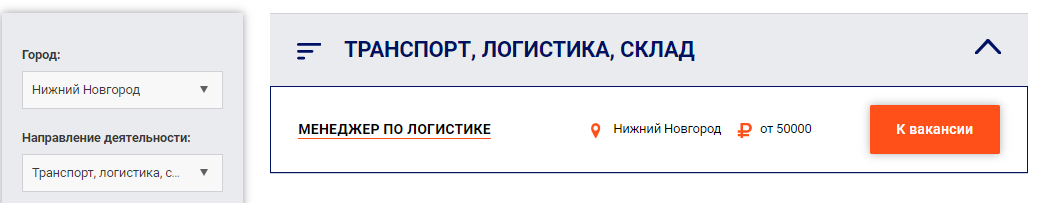 Город:
Нижний Новгород
Направление деятельности:
Транспорт, логистика, с...
ТРАНСПОРТ, ЛОГИСТИКА, СКЛАД
МЕНЕДЖЕР ПО ЛОГИСТИКЕ
Нижний Новгород
₽ от 50000
К вакансии